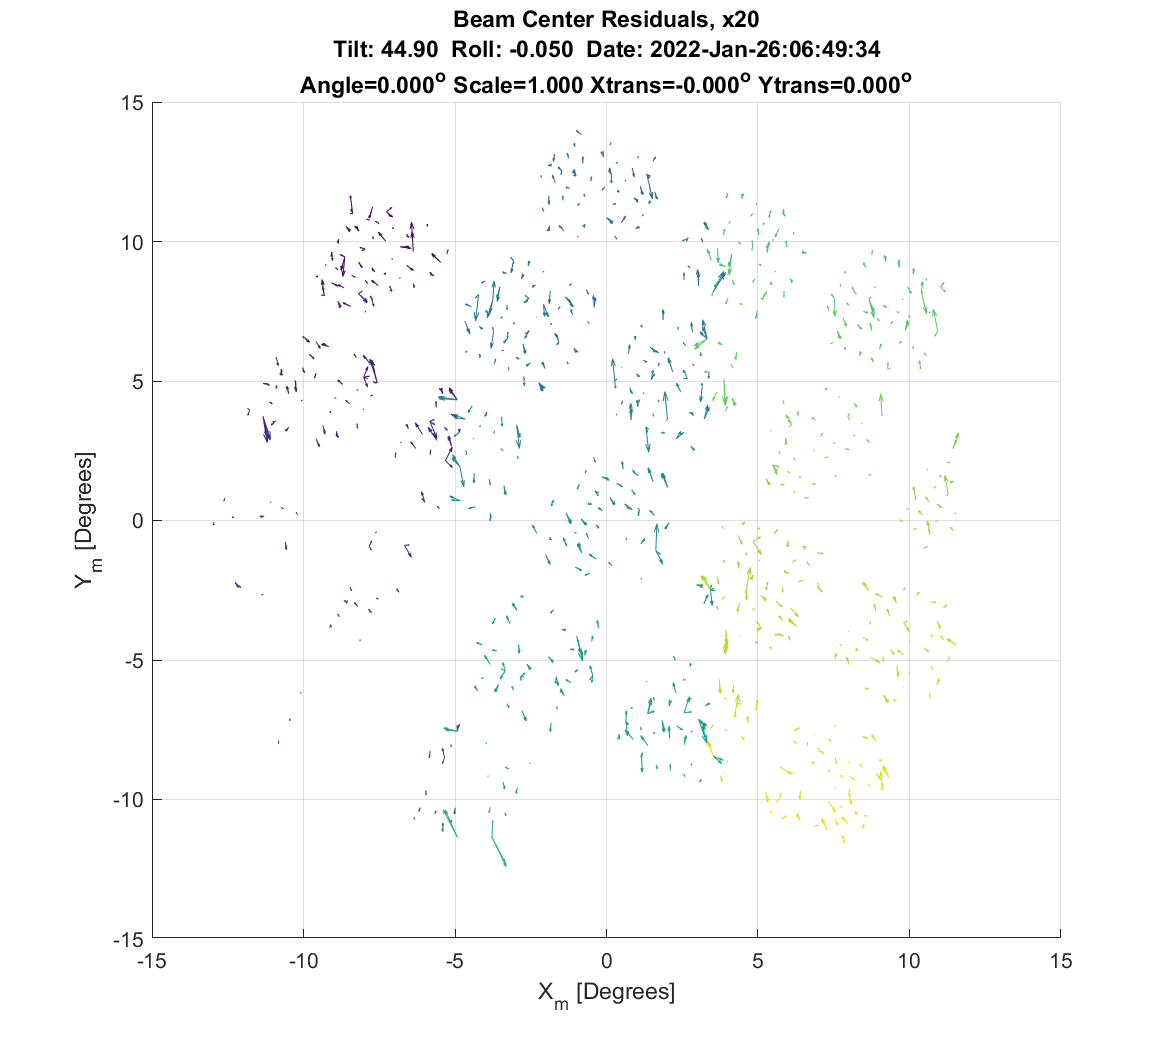 Beam Center Residuals, x20
Tilt: 44.90 Roll: -0.050 Date: 2022-Jan-26:06:49:34
Angle=0.000° Scale=1.000 Xtrans=-0.000° Ytrans=0.000°
15
10
5
0
-5
-10
-15
Y_m [Degrees]
-15 -10 -5 0 5 10 15
X_m [Degrees]